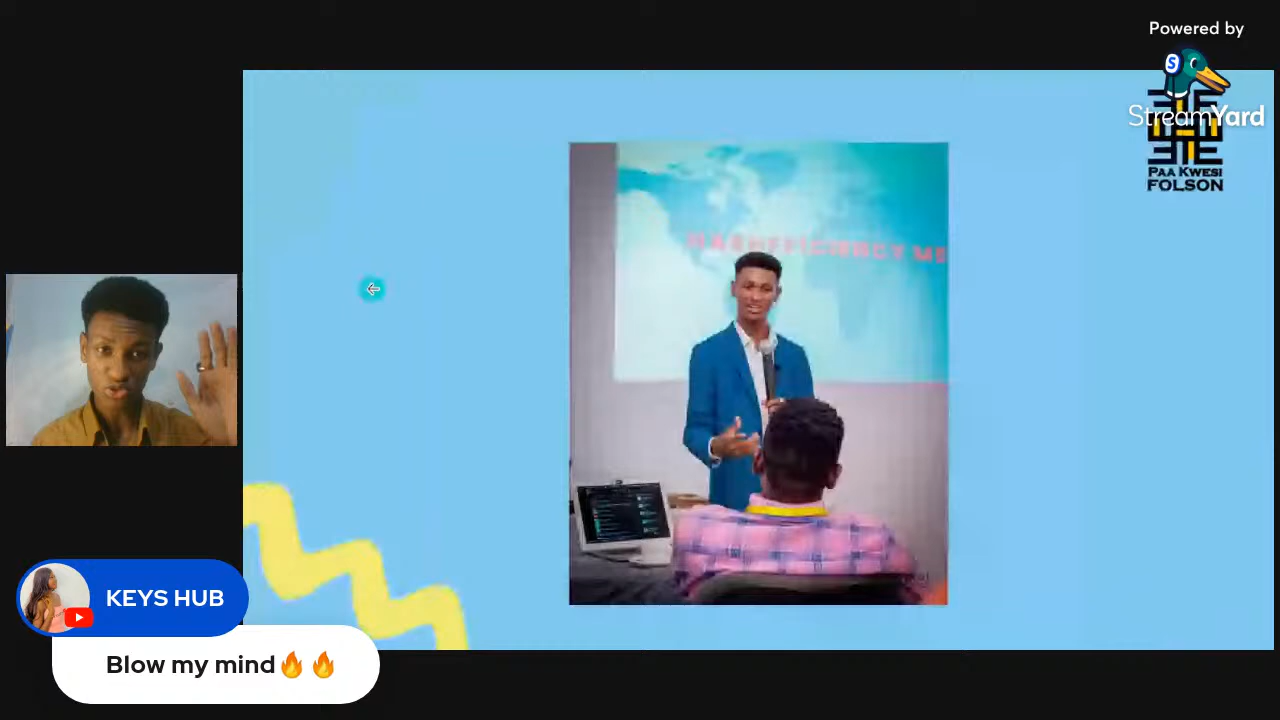 Powered by
StreamYard
PAA KWESI
FOLSON
KEYS HUB
Blow my mind🔥🔥